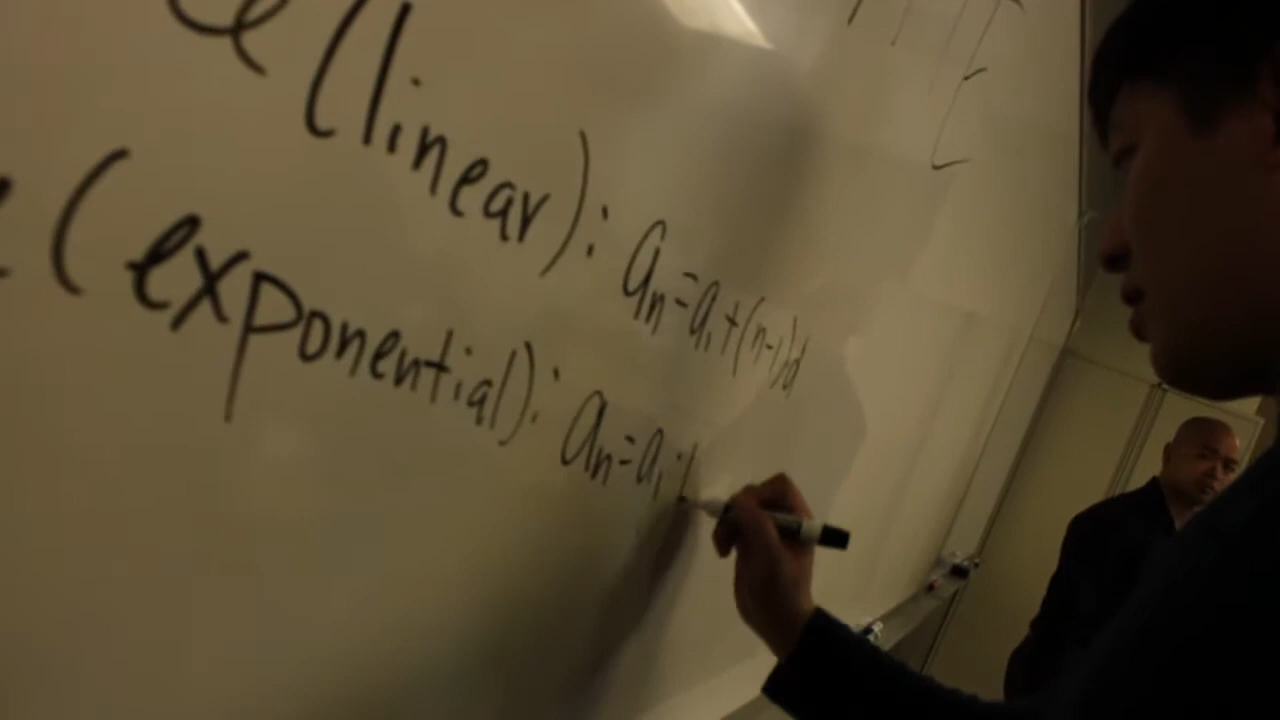 e (linear): aₙ=a₁+(n-1)d
(exponential): aₙ=a₁·
E